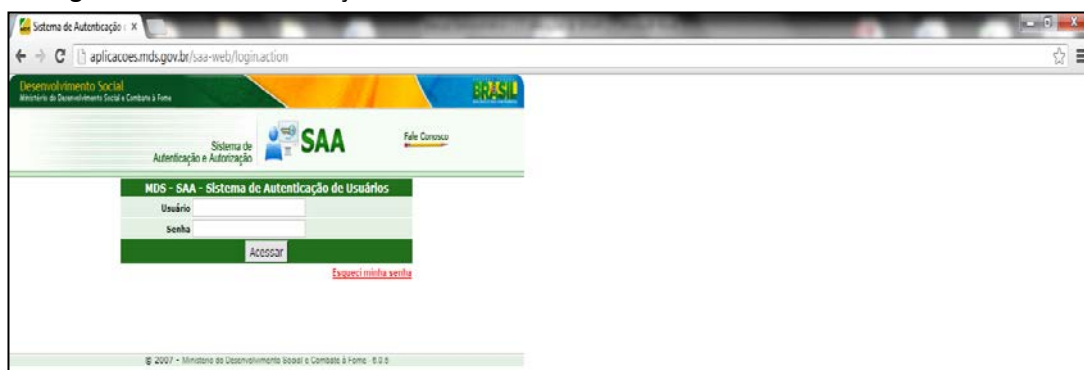 Sistema de Autenticação
aplicacoes.mds.gov.br/saa-web/login.action
Desenvolvimento Social
Ministério do Desenvolvimento Social e Combate à Fome
BRASIL
Sistema de
Autenticação e Autorização
SAA
Fale Conosco
MDS - SAA - Sistema de Autenticação de Usuários
Usuário
Senha
Acessar
Esqueci minha senha
© 2007 - Ministério do Desenvolvimento Social e Combate à Fome